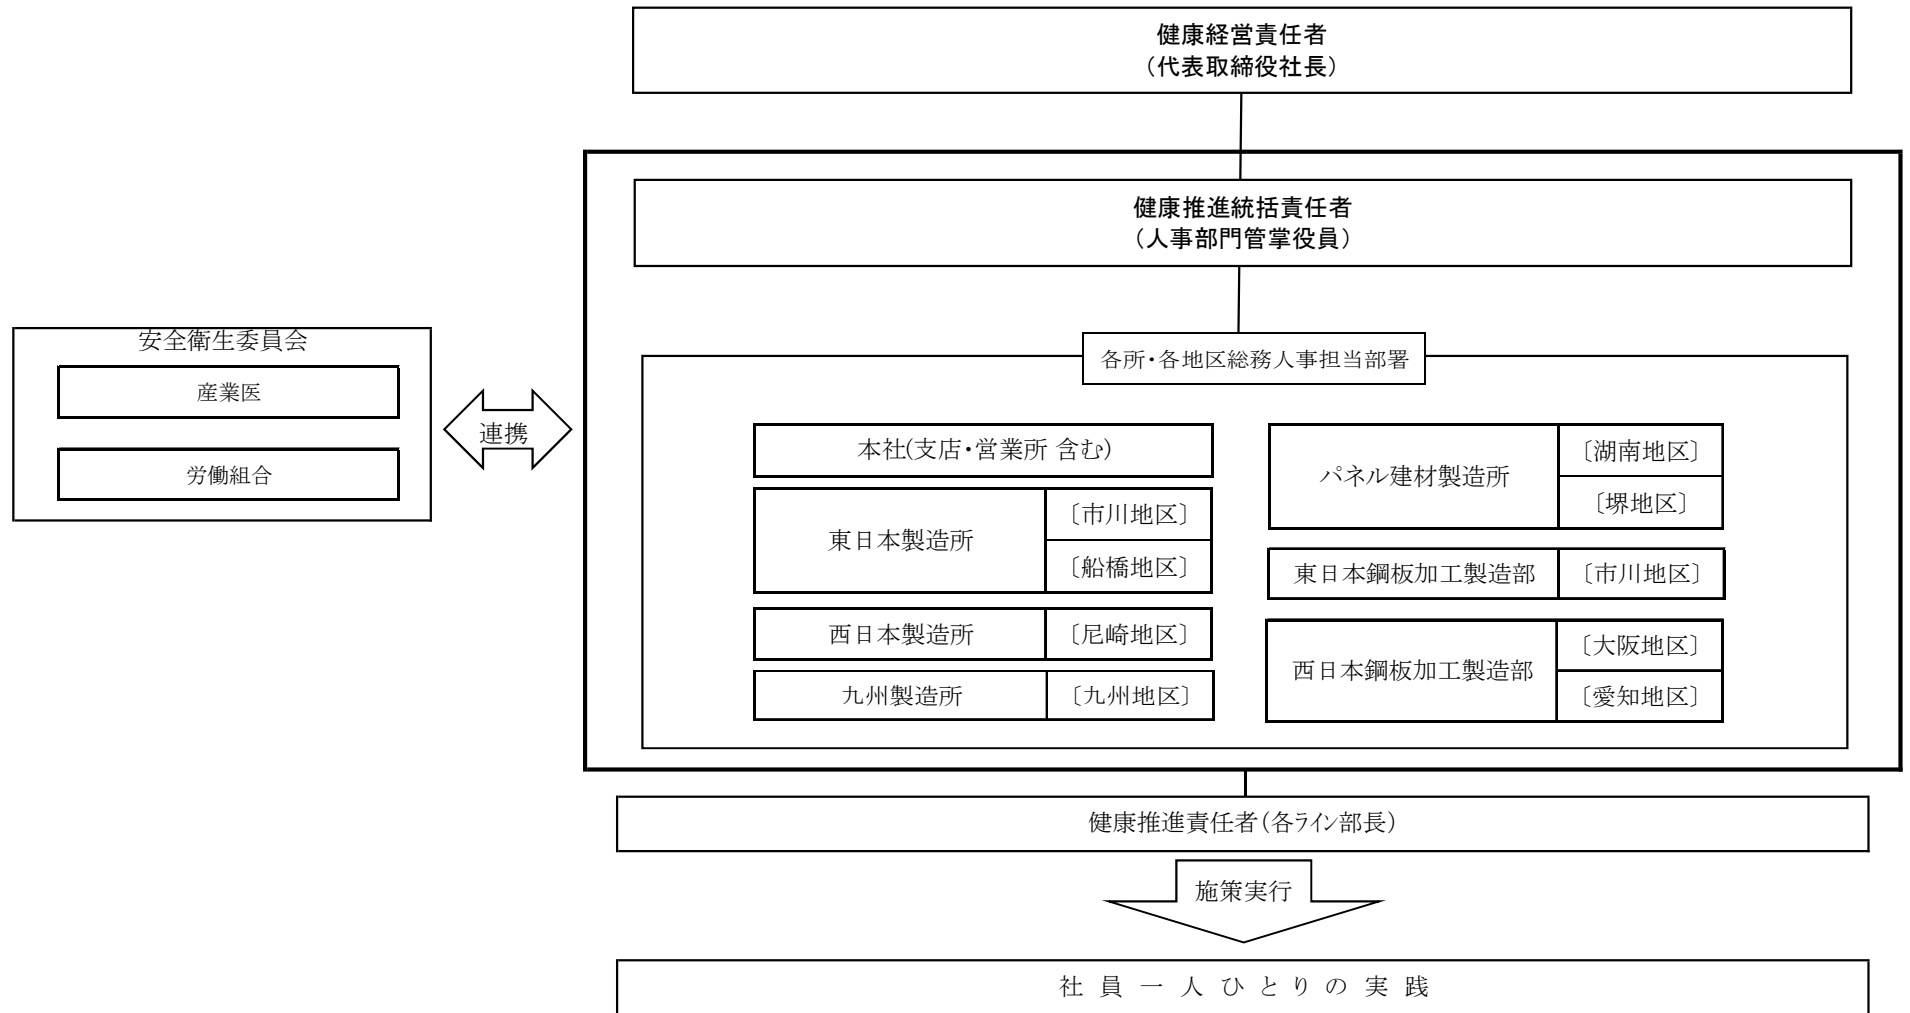 健康経営責任者
（代表取締役社長）
健康推進統括責任者
（人事部門管掌役員）
安全衛生委員会
産業医
労働組合
連携
各所・各地区総務人事担当部署
本社(支店・営業所 含む)
東日本製造所
〔市川地区〕
〔船橋地区〕
西日本製造所
〔尼崎地区〕
九州製造所
〔九州地区〕
パネル建材製造所
〔湖南地区〕
〔堺地区〕
東日本鋼板加工製造部
〔市川地区〕
西日本鋼板加工製造部
〔大阪地区〕
〔愛知地区〕
健康推進責任者（各ライン部長）
施策実行
社 員 一 人 ひ と り の 実 践